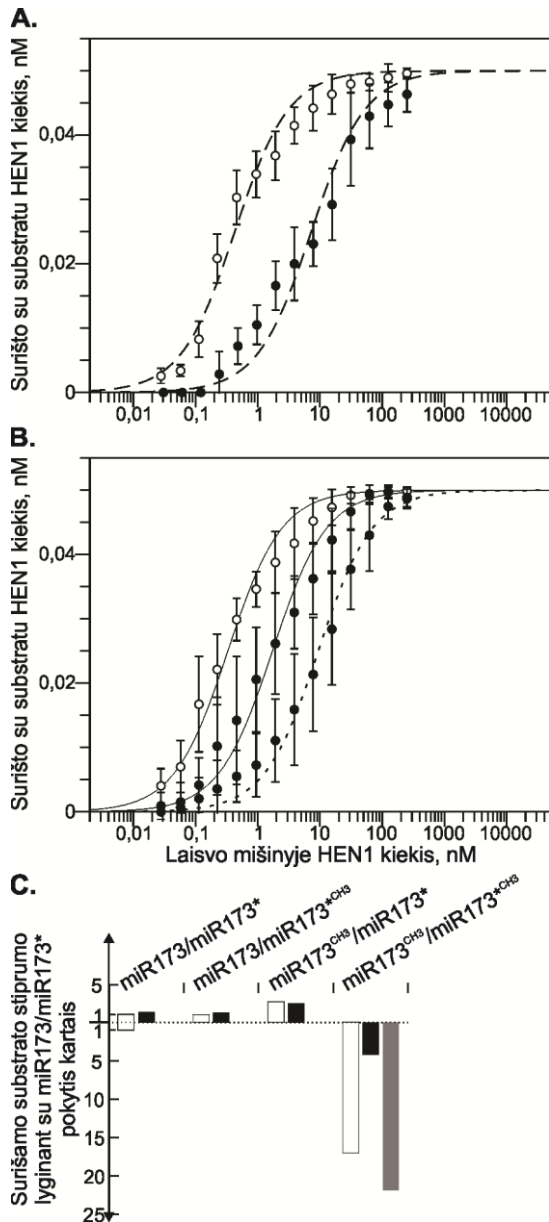 A.
Surišto su substratu HEN1 kiekis, nM
0,04
0,02
0
0,01
0,1
1
10
100
1000
10000
B.
Surišto su substratu HEN1 kiekis, nM
0,04
0,02
0
0,01
0,1
1
10
100
1000
10000
Laisvo mišinyje HEN1 kiekis, nM
C.
miR173/miR173*
miR173/miR173*CH3
miR173CH3/miR173*
miR173CH3/miR173*CH3
Surišamo substrato stiprumo
lyginant su miR173/miR173*
pokytis kartais
5
1
1
5
10
15
20
25